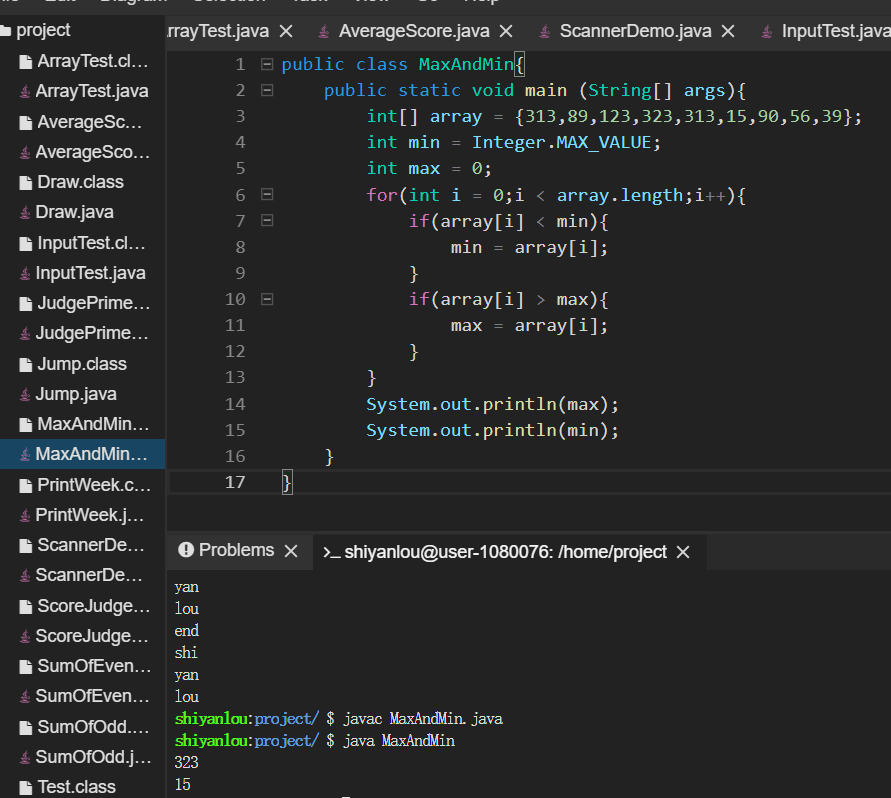 project
ArrayTest.cl...
ArrayTest.java
AverageSc...
AverageSco...
Draw.class
Draw.java
InputTest.cl...
InputTest.java
JudgePrime...
JudgePrime...
Jump.class
Jump.java
MaxAndMin...
MaxAndMin...
PrintWeek.c...
PrintWeek.j...
ScannerDe...
ScannerDe...
ScoreJudge...
ScoreJudge...
SumOfEven...
SumOfEven...
SumOfOdd....
SumOfOdd.j...
Test.class
rrayTest.java AverageScore.java ScannerDemo.java InputTest.java
1 public class MaxAndMin{
2 public static void main (String[] args){
3 int[] array = {313,89,123,323,313,15,90,56,39};
4 int min = Integer.MAX_VALUE;
5 int max = 0;
6 for(int i = 0;i < array.length;i++){
7 if(array[i] < min){
8 min = array[i];
9 }
10 if(array[i] > max){
11 max = array[i];
12 }
13 }
14 System.out.println(max);
15 System.out.println(min);
16 }
17 }
Problems >_ shiyanlou@user-1080076: /home/project
yan
lou
end
shi
yan
lou
shiyanlou:project/ $ javac MaxAndMin.java
shiyanlou:project/ $ java MaxAndMin
323
15